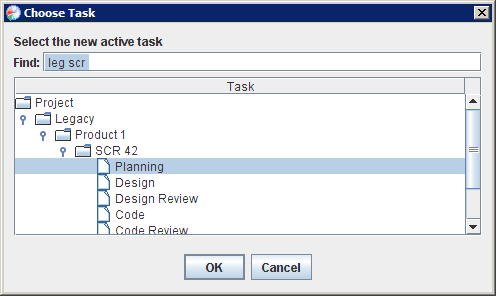 Choose Task
Select the new active task
Find: leg scr
Task
Project
Legacy
Product 1
SCR 42
Planning
Design
Design Review
Code
Code Review
OK Cancel